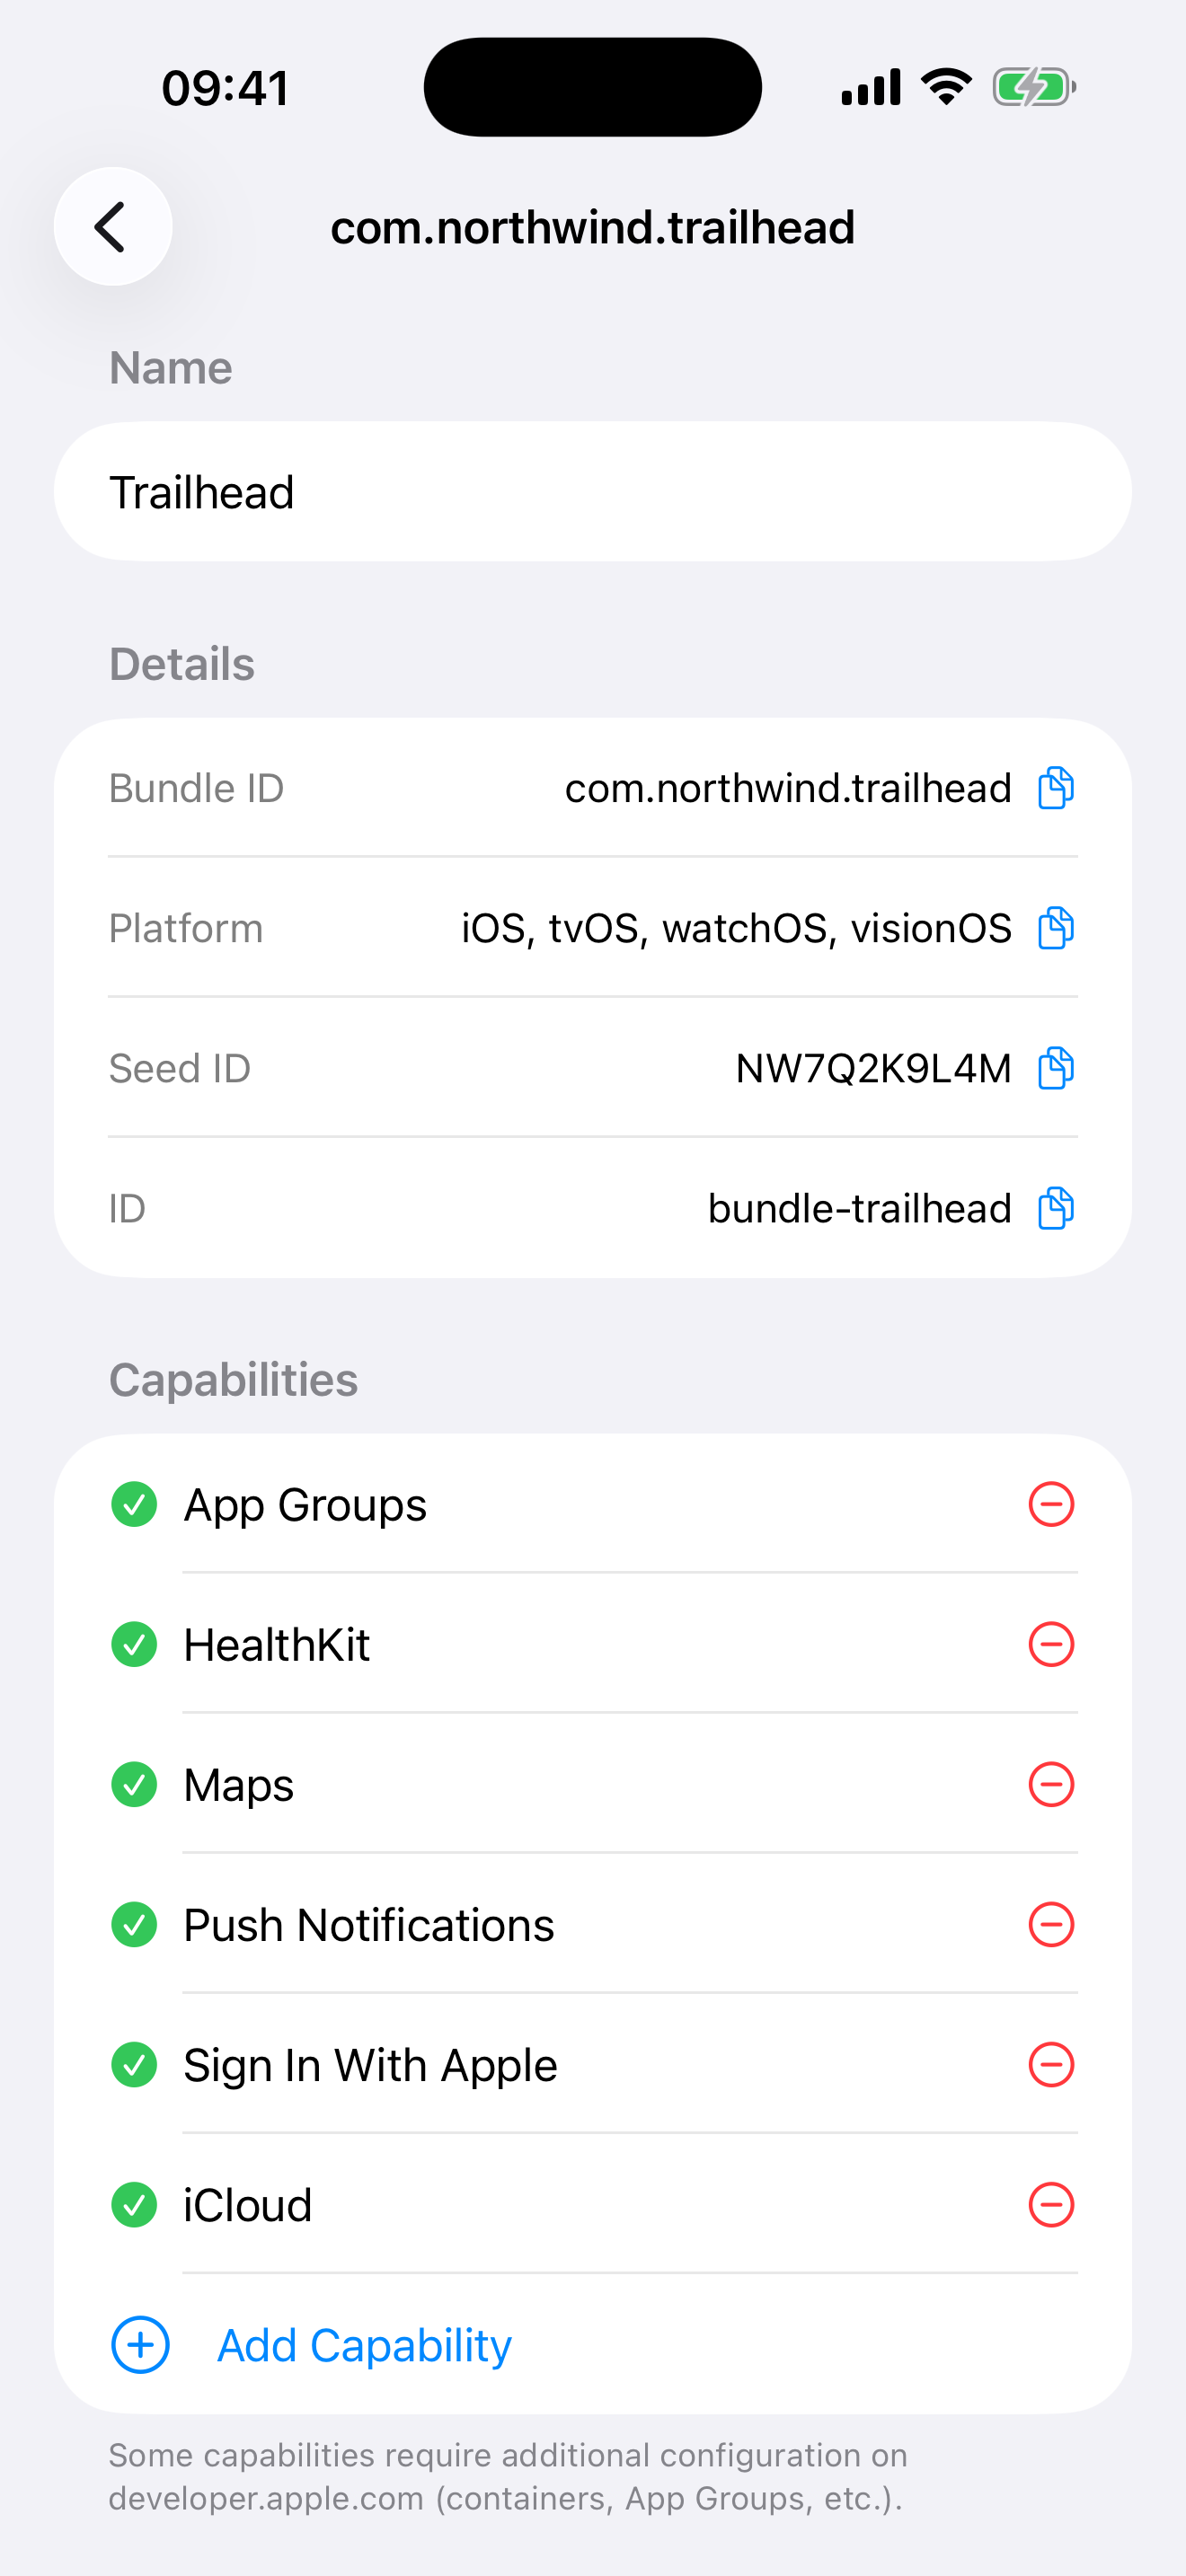 09:41
com.northwind.trailhead
Name
Trailhead
Details
Bundle ID com.northwind.trailhead
Platform iOS, tvOS, watchOS, visionOS
Seed ID NW7Q2K9L4M
ID bundle-trailhead
Capabilities
App Groups
HealthKit
Maps
Push Notifications
Sign In With Apple
iCloud
Add Capability
Some capabilities require additional configuration on
developer.apple.com (containers, App Groups, etc.).